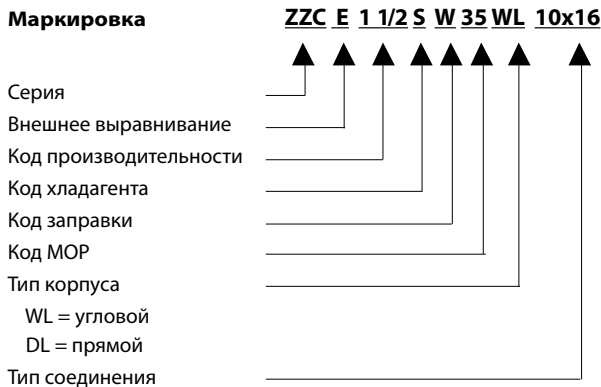 Маркировка ZZC E 1 1/2 S W 35 WL 10x16
Серия
Внешнее выравнивание
Код производительности
Код хладагента
Код заправки
Код МОР
Тип корпуса
WL = угловой
DL = прямой
Тип соединения